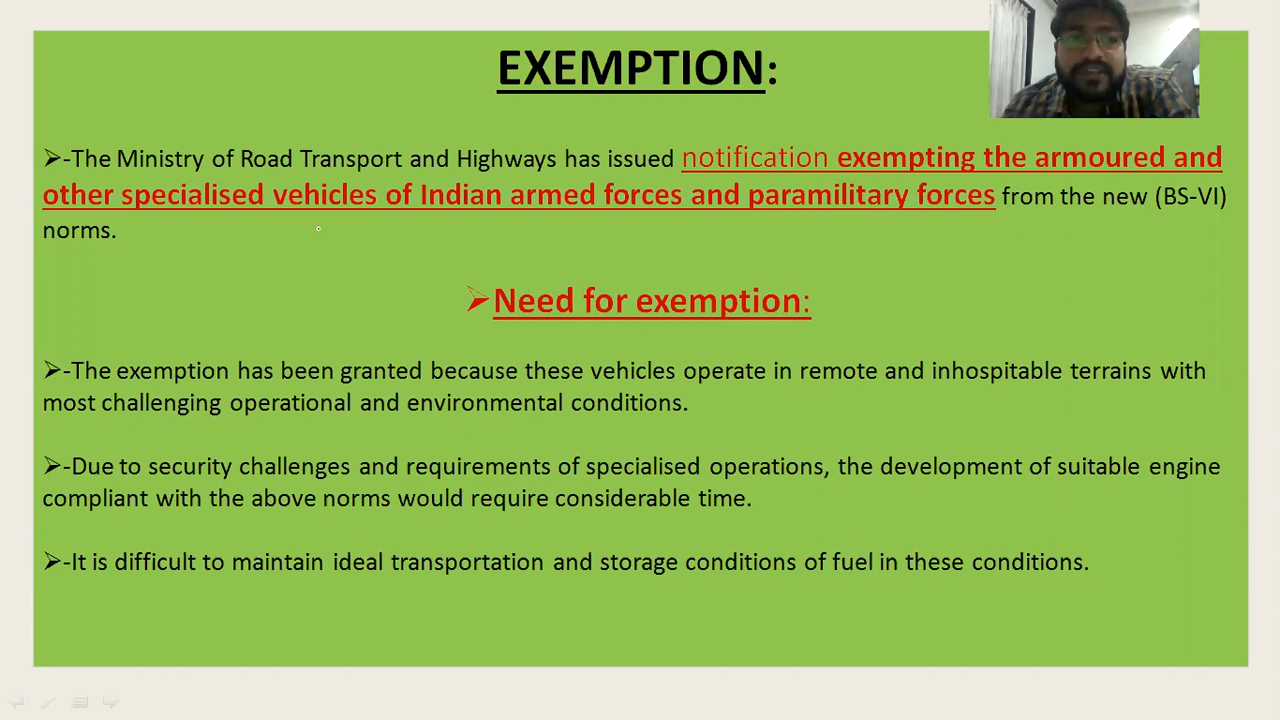 EXEMPTION:
➢-The Ministry of Road Transport and Highways has issued notification exempting the armoured and
other specialised vehicles of Indian armed forces and paramilitary forces from the new (BS-VI)
norms.
➢Need for exemption:
➢-The exemption has been granted because these vehicles operate in remote and inhospitable terrains with
most challenging operational and environmental conditions.
➢-Due to security challenges and requirements of specialised operations, the development of suitable engine
compliant with the above norms would require considerable time.
➢-It is difficult to maintain ideal transportation and storage conditions of fuel in these conditions.